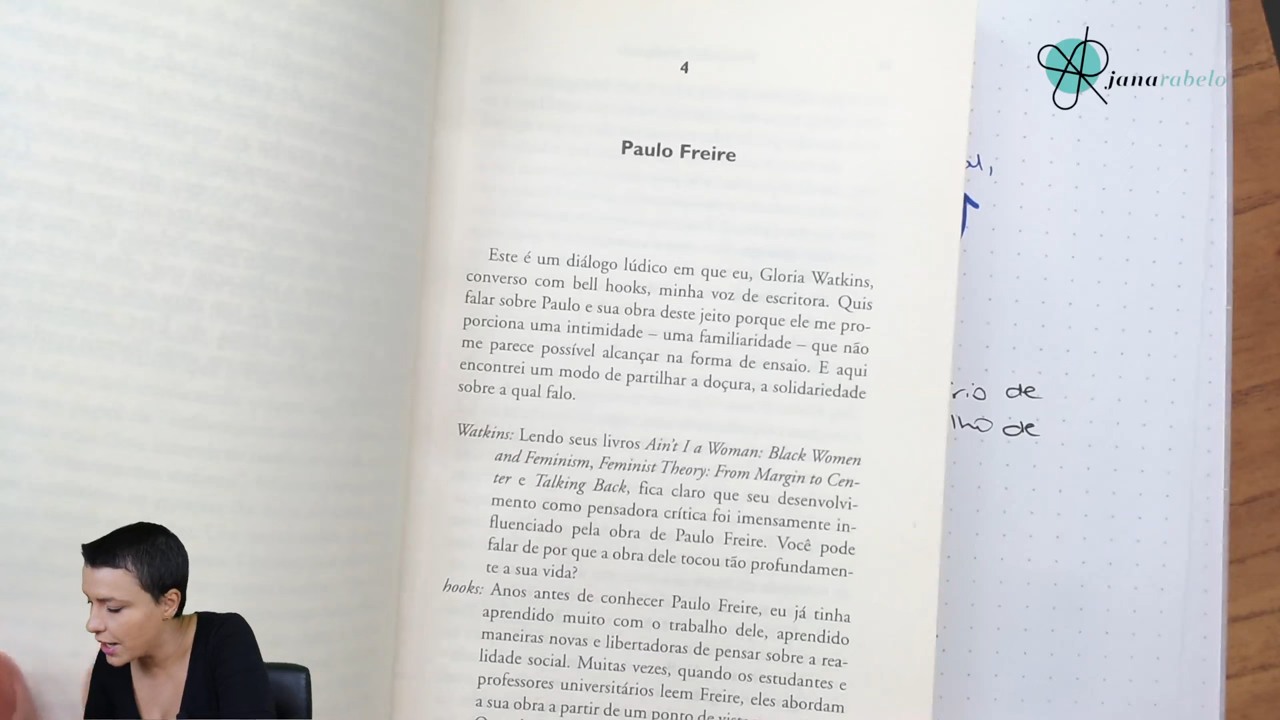 janarabelo
4
Paulo Freire
Este é um diálogo lúdico em que eu, Gloria Watkins,
converso com bell hooks, minha voz de escritora. Quis
falar sobre Paulo e sua obra deste jeito porque ele me pro-
porciona uma intimidade – uma familiaridade – que não
me parece possível alcançar na forma de ensaio. E aqui
encontrei um modo de partilhar a doçura, a solidariedade
sobre a qual falo.
Watkins: Lendo seus livros Ain't I a Woman: Black Women
and Feminism, Feminist Theory: From Margin to Cen-
ter e Talking Back, fica claro que seu desenvolvi-
mento como pensadora crítica foi imensamente in-
fluenciado pela obra de Paulo Freire. Você pode
falar de por que a obra dele tocou tão profundamen-
te a sua vida?
hooks: Anos antes de conhecer Paulo Freire, eu já tinha
aprendido muito com o trabalho dele, aprendido
maneiras novas e libertadoras de pensar sobre a rea-
lidade social. Muitas vezes, quando os estudantes e
professores universitários leem Freire, eles abordam
a sua obra a partir de um ponto de vista
de
de